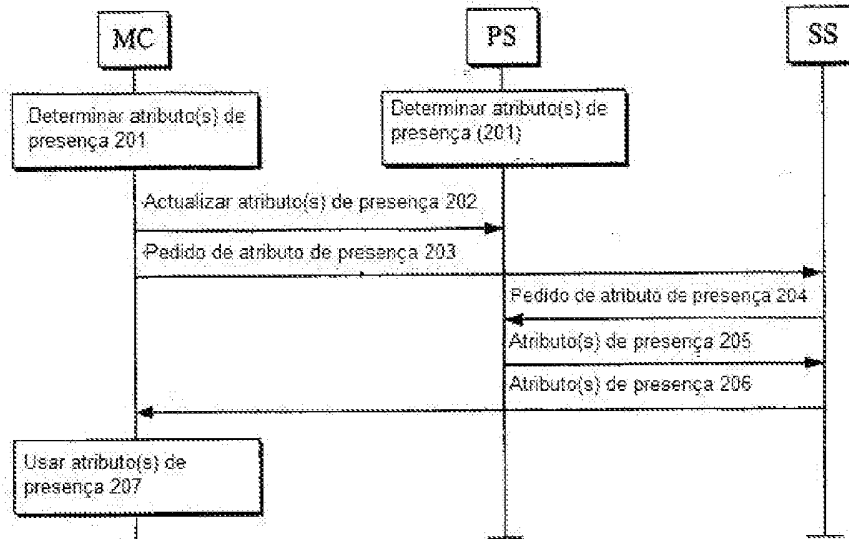 MC
PS
SS
Determinar atributo(s) de
presença 201
Determinar atributo(s) de
presença (201)
Actualizar atributo(s) de presença 202
Pedido de atributo de presença 203
Pedido de atributo de presença 204
Atributo(s) de presença 205
Atributo(s) de presença 206
Usar atributo(s) de
presença 207